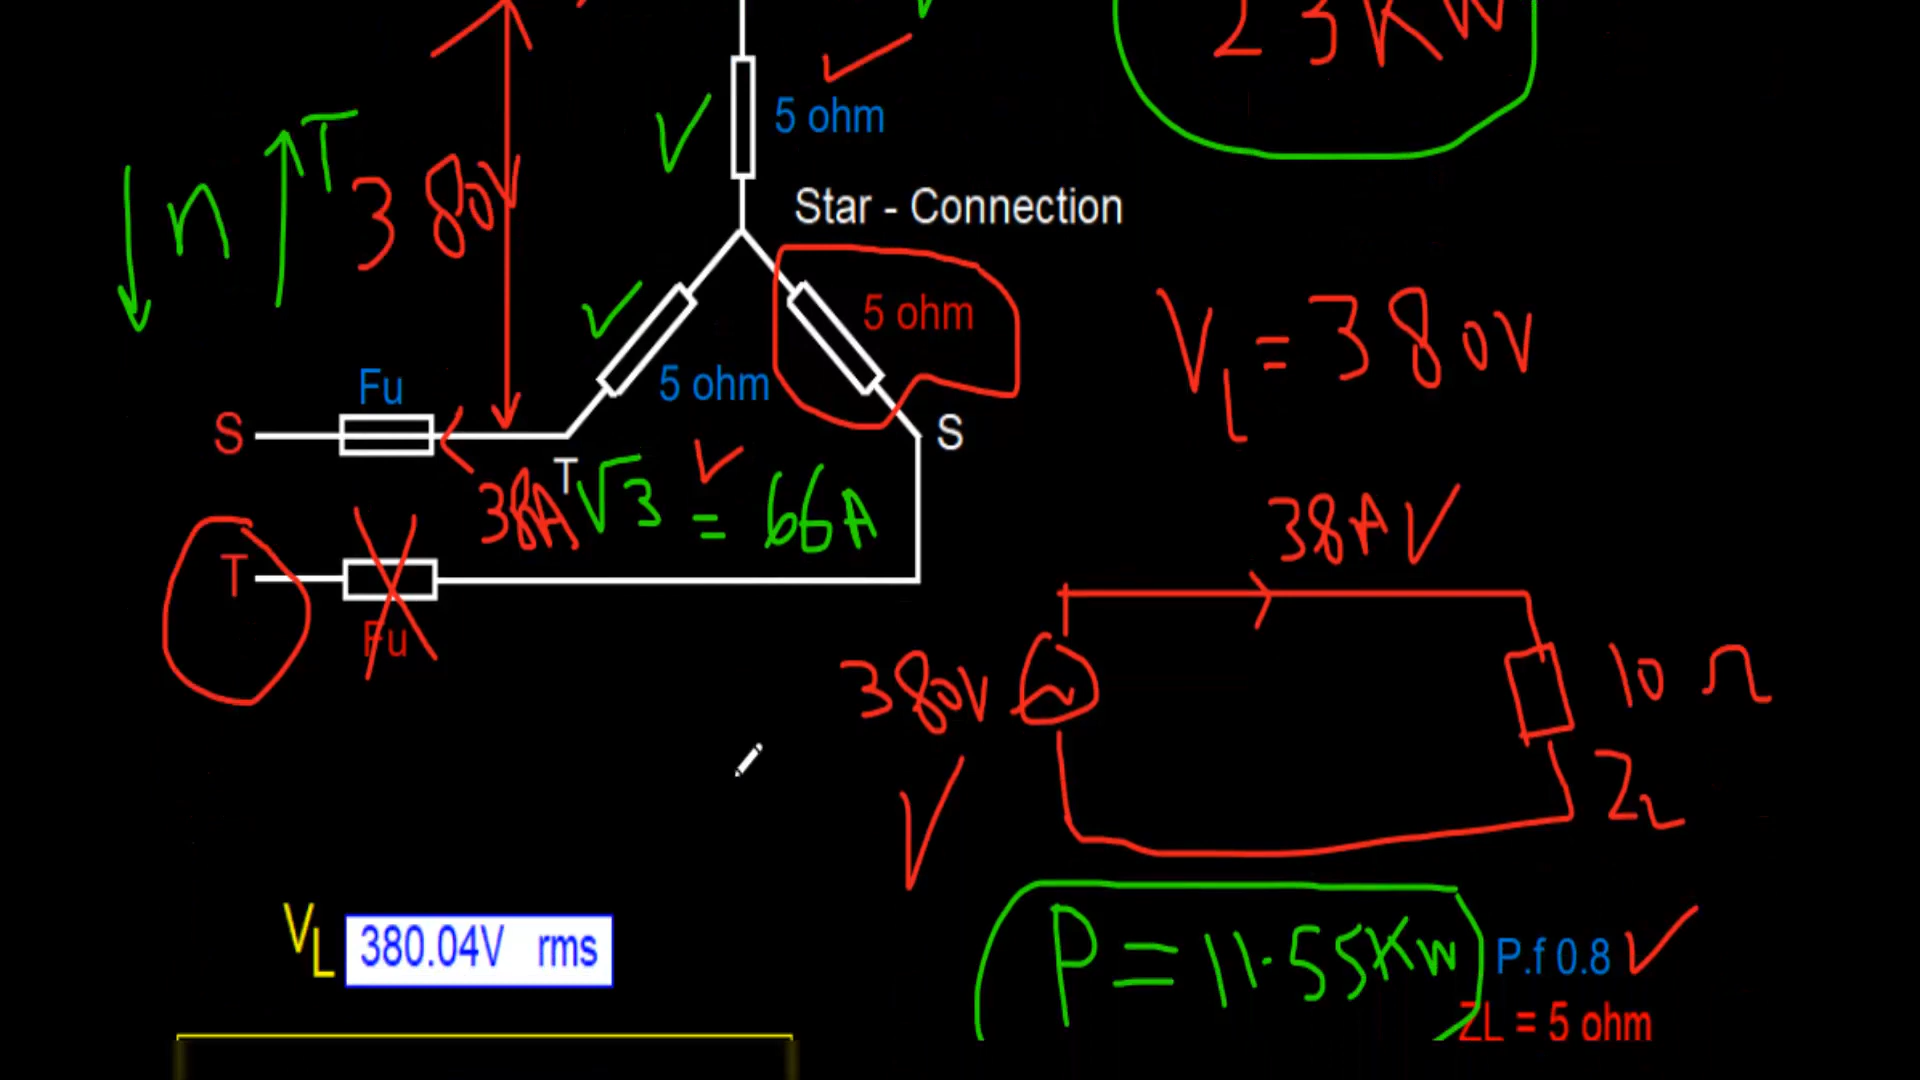 23KW
5 ohm
n T
380V
Star - Connection
5 ohm
VL = 380V
Fu
5 ohm
S
S
T
38A√3 = 66A
38A
T
Fu
380V
10 Ω
ZL
VL 380.04V rms
P = 11.55KW
P.f 0.8
ZL = 5 ohm